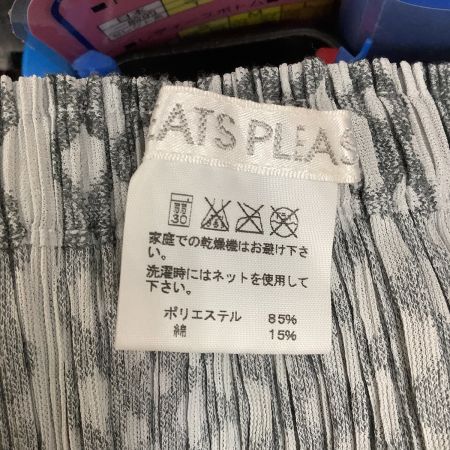 EATS PLEAS
30
家庭での乾燥機はお避け下さ
い。
洗濯時にはネットを使用して
下さい。
ポリエステル 85%
綿 15%